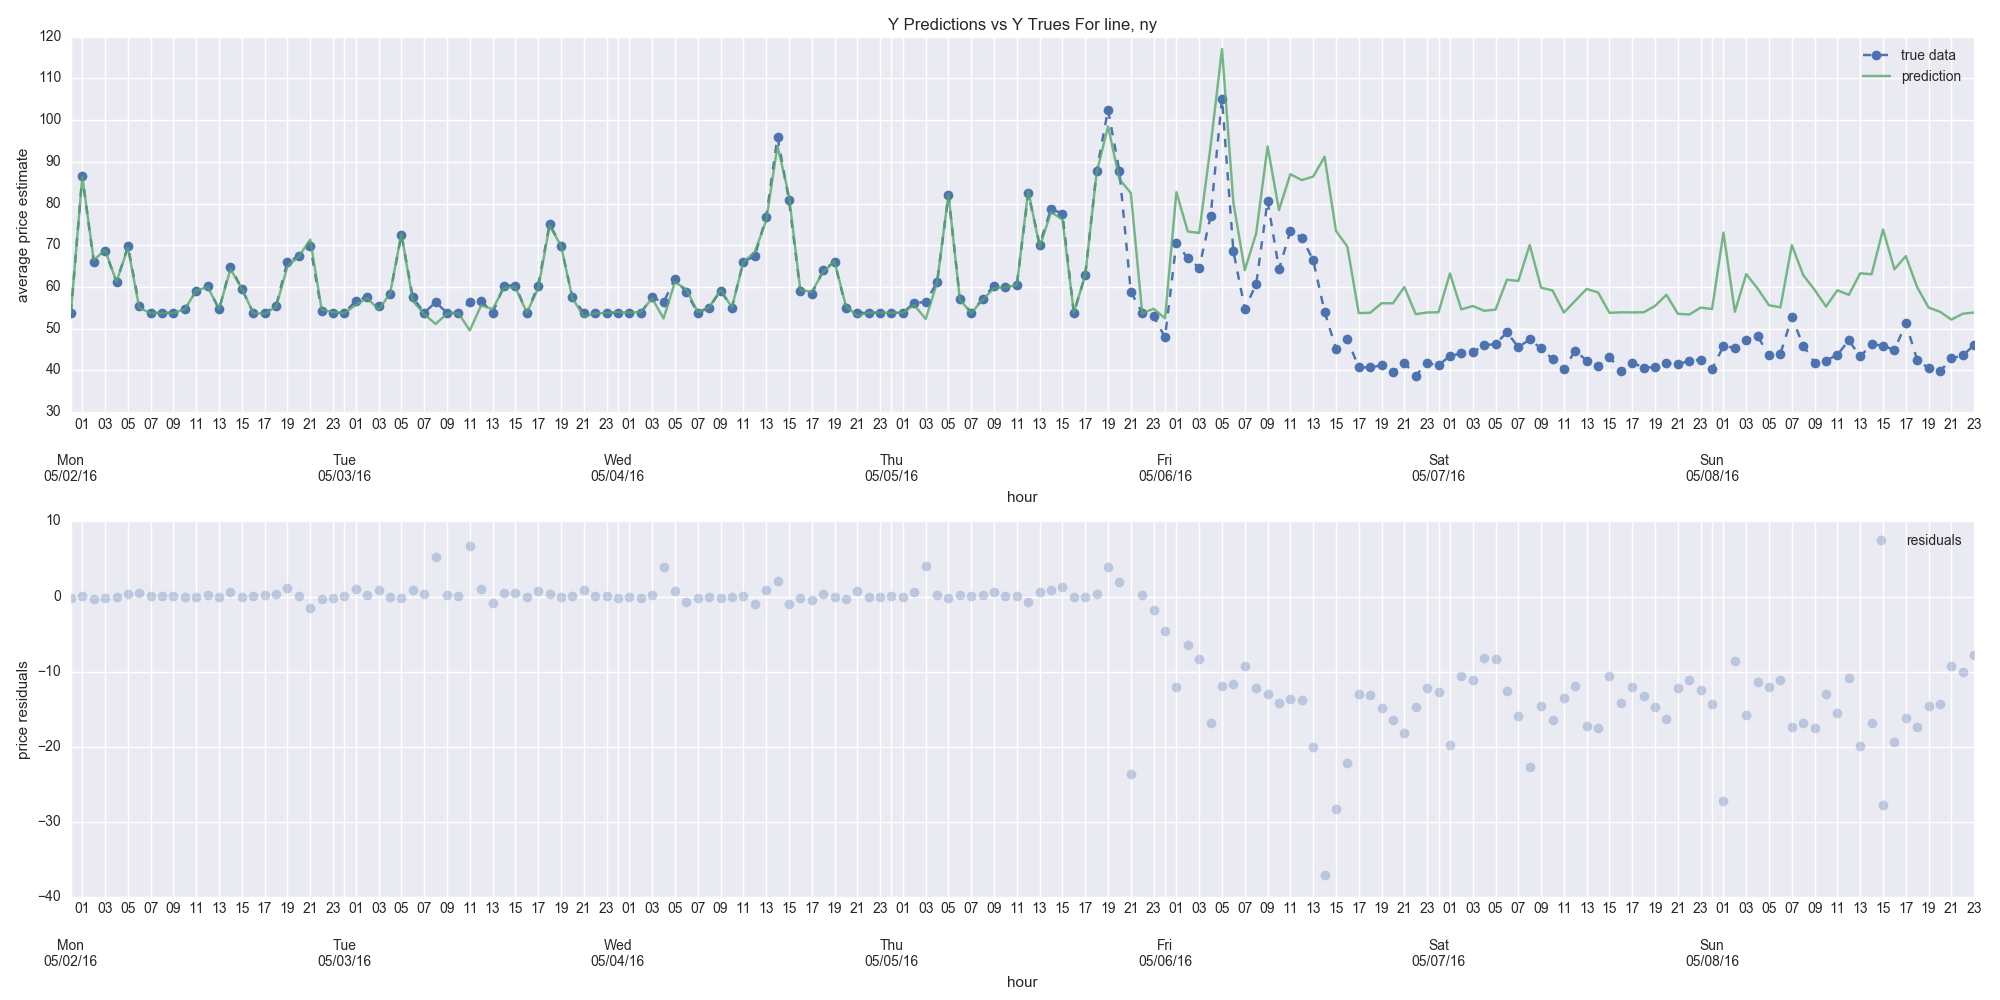 Y Predictions vs Y Trues For line, ny
120
110
100
90
80
70
60
50
40
30
average price estimate
true data
prediction
01 03 05 07 09 11 13 15 17 19 21 23 01 03 05 07 09 11 13 15 17 19 21 23 01 03 05 07 09 11 13 15 17 19 21 23 01 03 05 07 09 11 13 15 17 19 21 23 01 03 05 07 09 11 13 15 17 19 21 23 01 03 05 07 09 11 13 15 17 19 21 23 01 03 05 07 09 11 13 15 17 19 21 23
Mon Tue Wed Thu Fri Sat Sun
05/02/16 05/03/16 05/04/16 05/05/16 05/06/16 05/07/16 05/08/16
hour
10
0
−10
−20
−30
−40
price residuals
residuals
01 03 05 07 09 11 13 15 17 19 21 23 01 03 05 07 09 11 13 15 17 19 21 23 01 03 05 07 09 11 13 15 17 19 21 23 01 03 05 07 09 11 13 15 17 19 21 23 01 03 05 07 09 11 13 15 17 19 21 23 01 03 05 07 09 11 13 15 17 19 21 23 01 03 05 07 09 11 13 15 17 19 21 23
Mon Tue Wed Thu Fri Sat Sun
05/02/16 05/03/16 05/04/16 05/05/16 05/06/16 05/07/16 05/08/16
hour